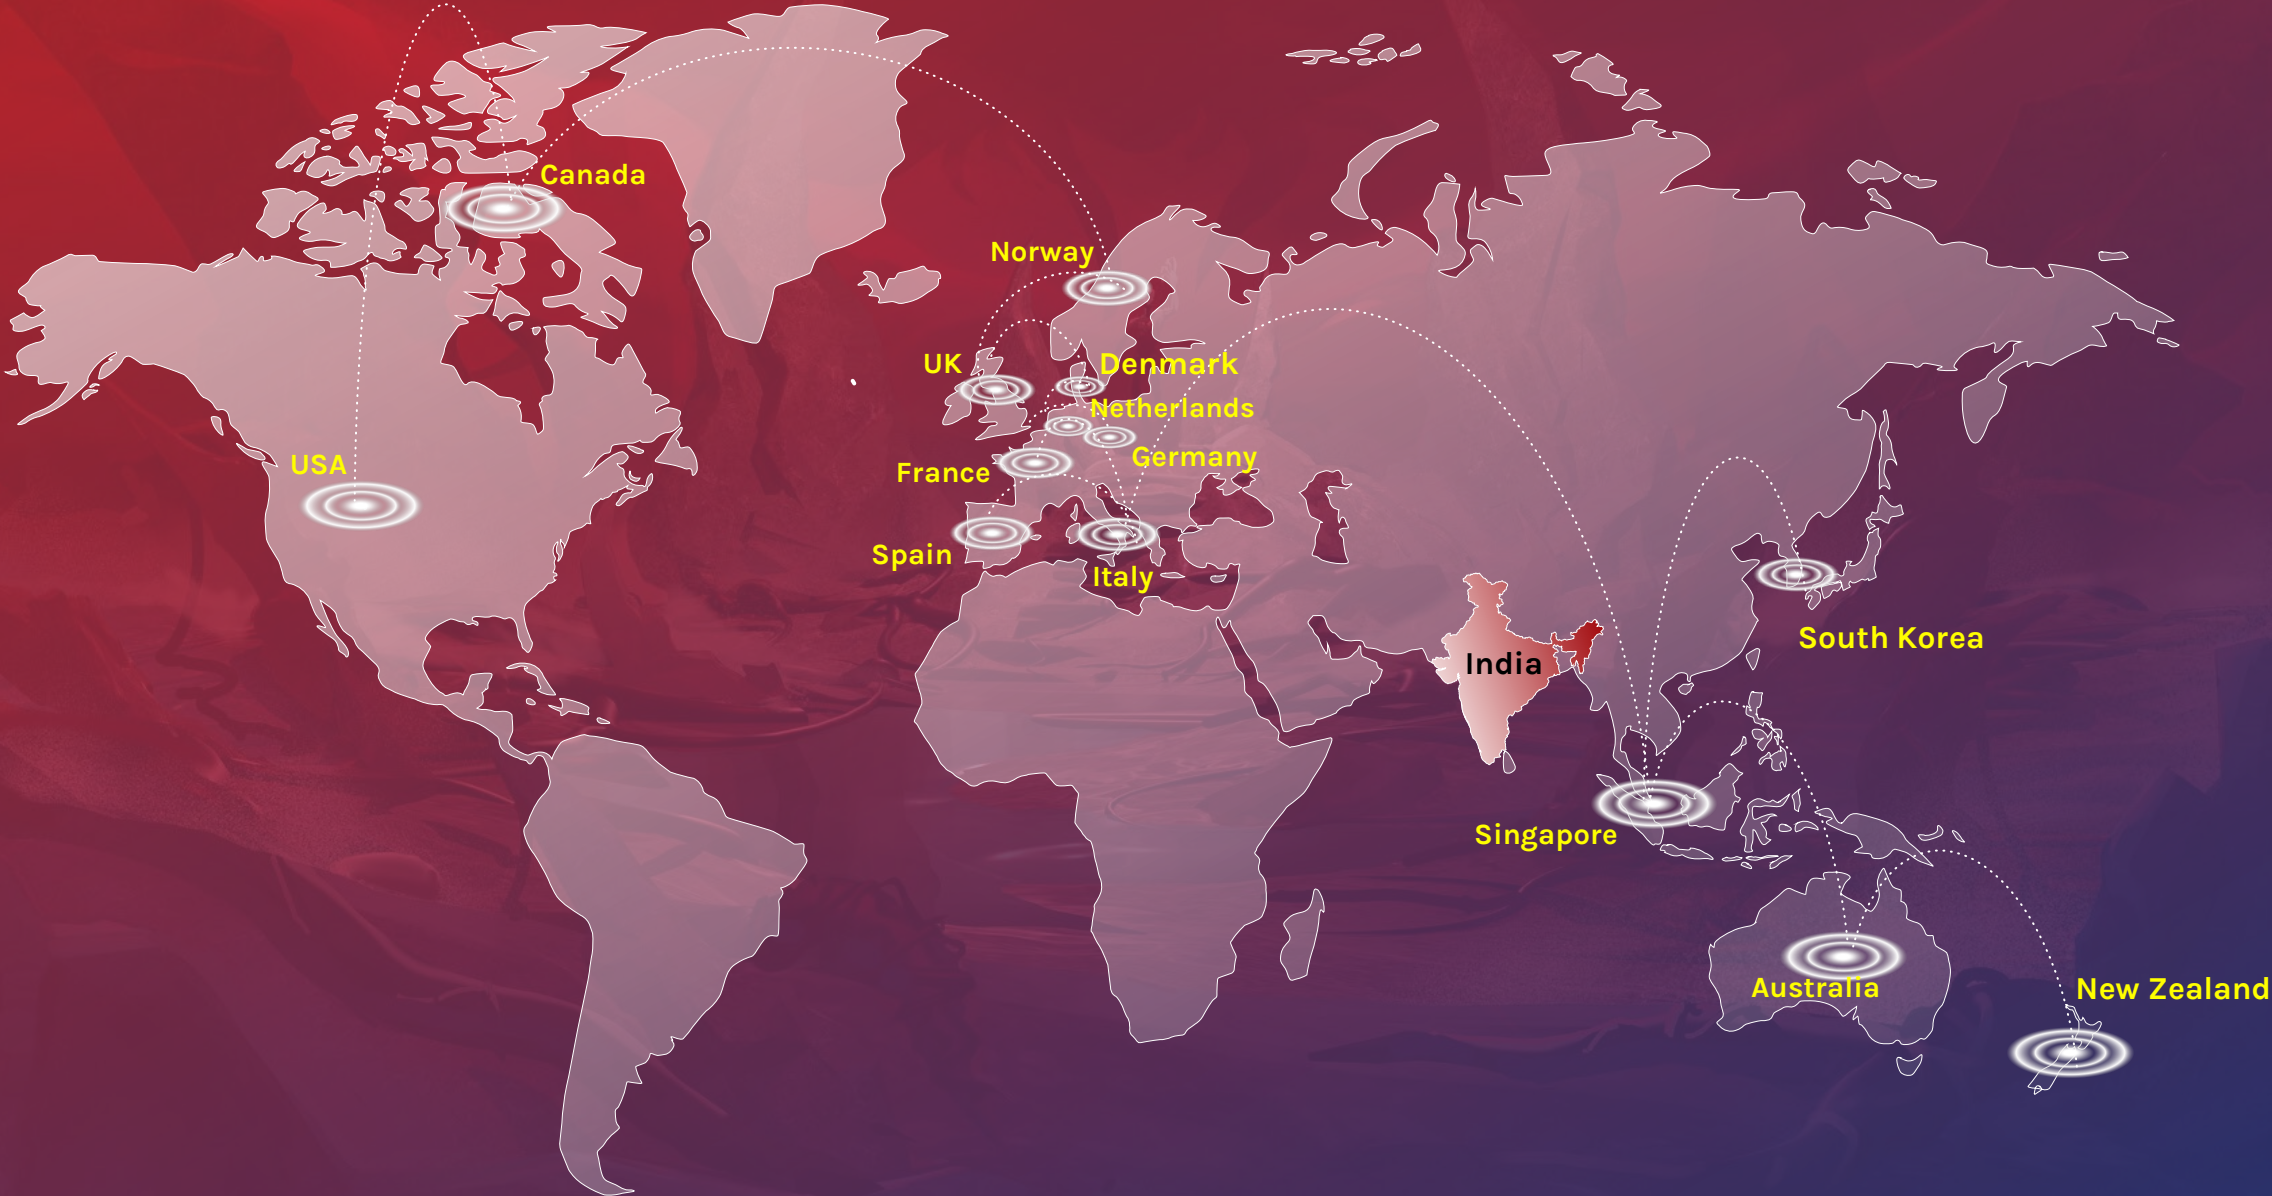 Canada
Norway
UK
Denmark
Netherlands
USA
Germany
France
Spain
Italy
South Korea
India
Singapore
Australia
New Zealand